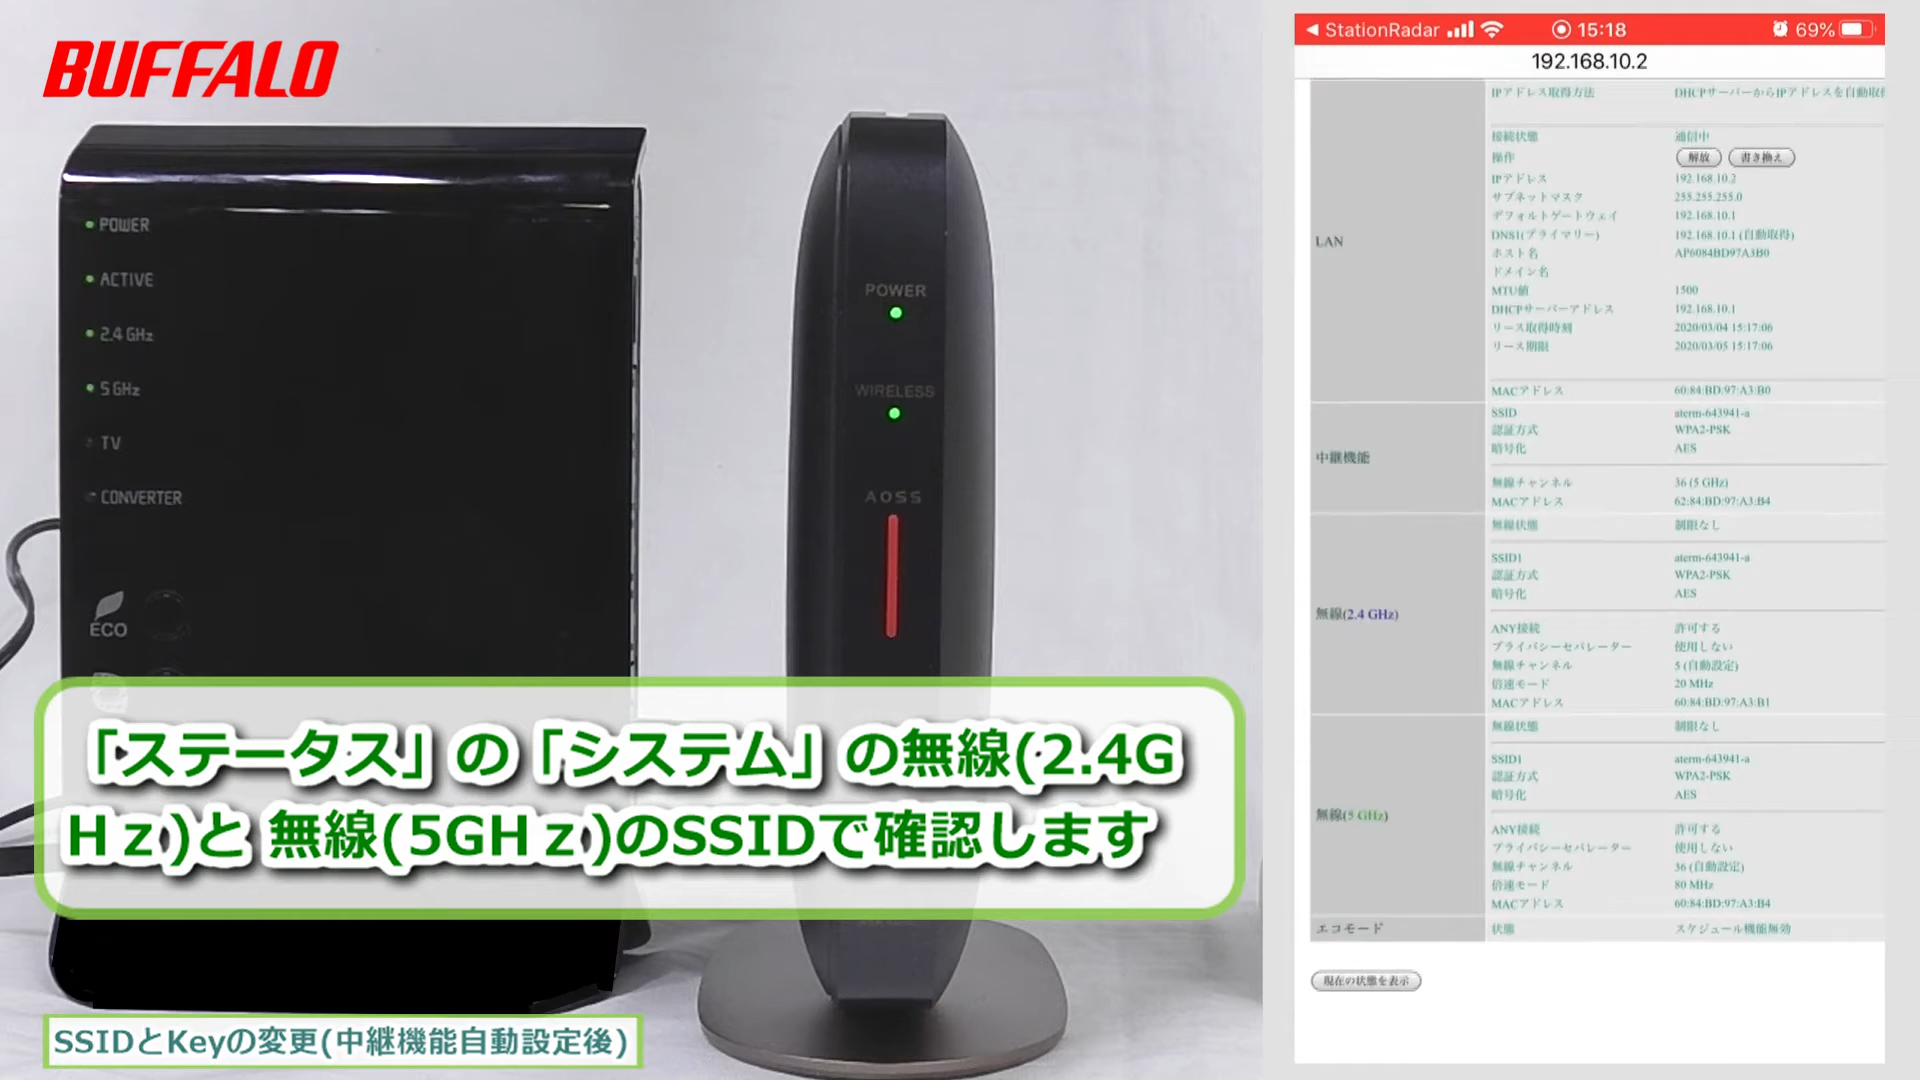 BUFFALO
POWER
ACTIVE
2.4 GHz
5 GHz
TV
CONVERTER
ECO
POWER
WIRELESS
AOSS
「ステータス」の「システム」の無線(2.4G
Hｚ)と 無線(5GHｚ)のSSIDで確認します
SSIDとKeyの変更(中継機能自動設定後)
StationRadar 15:18 69%
192.168.10.2
IPアドレス取得方法 DHCPサーバーからIPアドレスを自動取
接続状態 通信中
操作 解放 書き換え
IPアドレス 192.168.10.2
サブネットマスク 255.255.255.0
デフォルトゲートウェイ 192.168.10.1
DNS1(プライマリー) 192.168.10.1 (自動取得)
LAN
ホスト名 AP6084BD97A3B0
ドメイン名
MTU値 1500
DHCPサーバーアドレス 192.168.10.1
リース取得時刻 2020/03/04 15:17:06
リース期限 2020/03/05 15:17:06
MACアドレス 60:84:BD:97:A3:B0
SSID aterm-643941-a
認証方式 WPA2-PSK
暗号化 AES
中継機能
無線チャンネル 36 (5 GHz)
MACアドレス 62:84:BD:97:A3:B4
無線状態 制限なし
SSID1 aterm-643941-a
認証方式 WPA2-PSK
暗号化 AES
無線(2.4 GHz)
ANY接続 許可する
プライバシーセパレーター 使用しない
無線チャンネル 5 (自動設定)
倍速モード 20 MHz
MACアドレス 60:84:BD:97:A3:B1
無線状態 制限なし
SSID1 aterm-643941-a
認証方式 WPA2-PSK
暗号化 AES
無線(5 GHz)
ANY接続 許可する
プライバシーセパレーター 使用しない
無線チャンネル 36 (自動設定)
倍速モード 80 MHz
MACアドレス 60:84:BD:97:A3:B4
エコモード 状態 スケジュール機能無効
現在の状態を表示